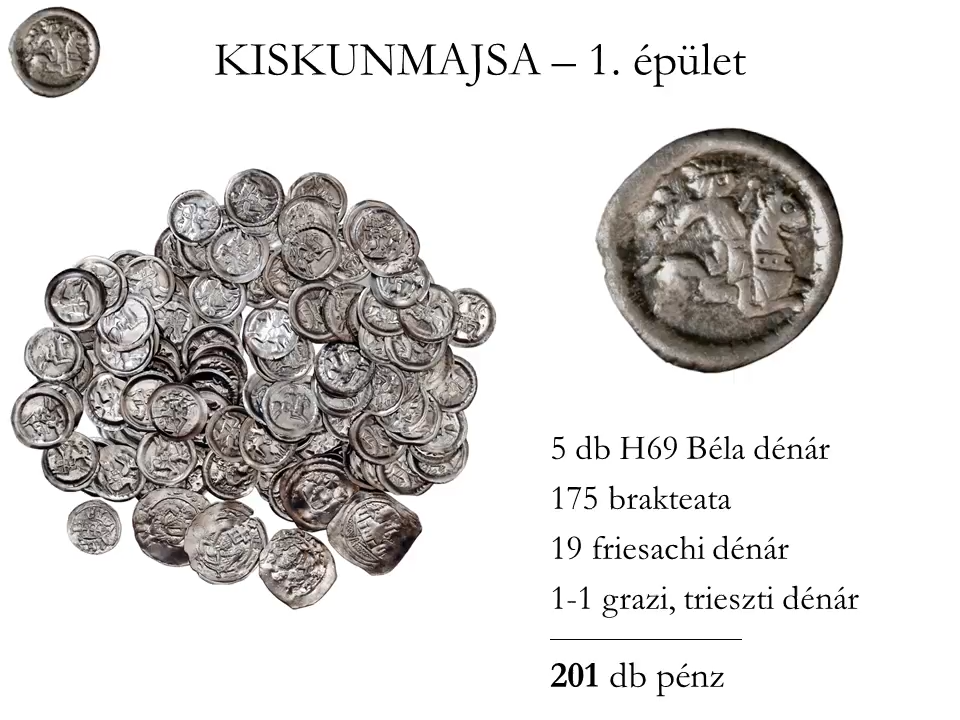 KISKUNMAJSA – 1. épület
5 db H69 Béla dénár
175 brakteata
19 friesachi dénár
1-1 grazi, trieszti dénár
201 db pénz